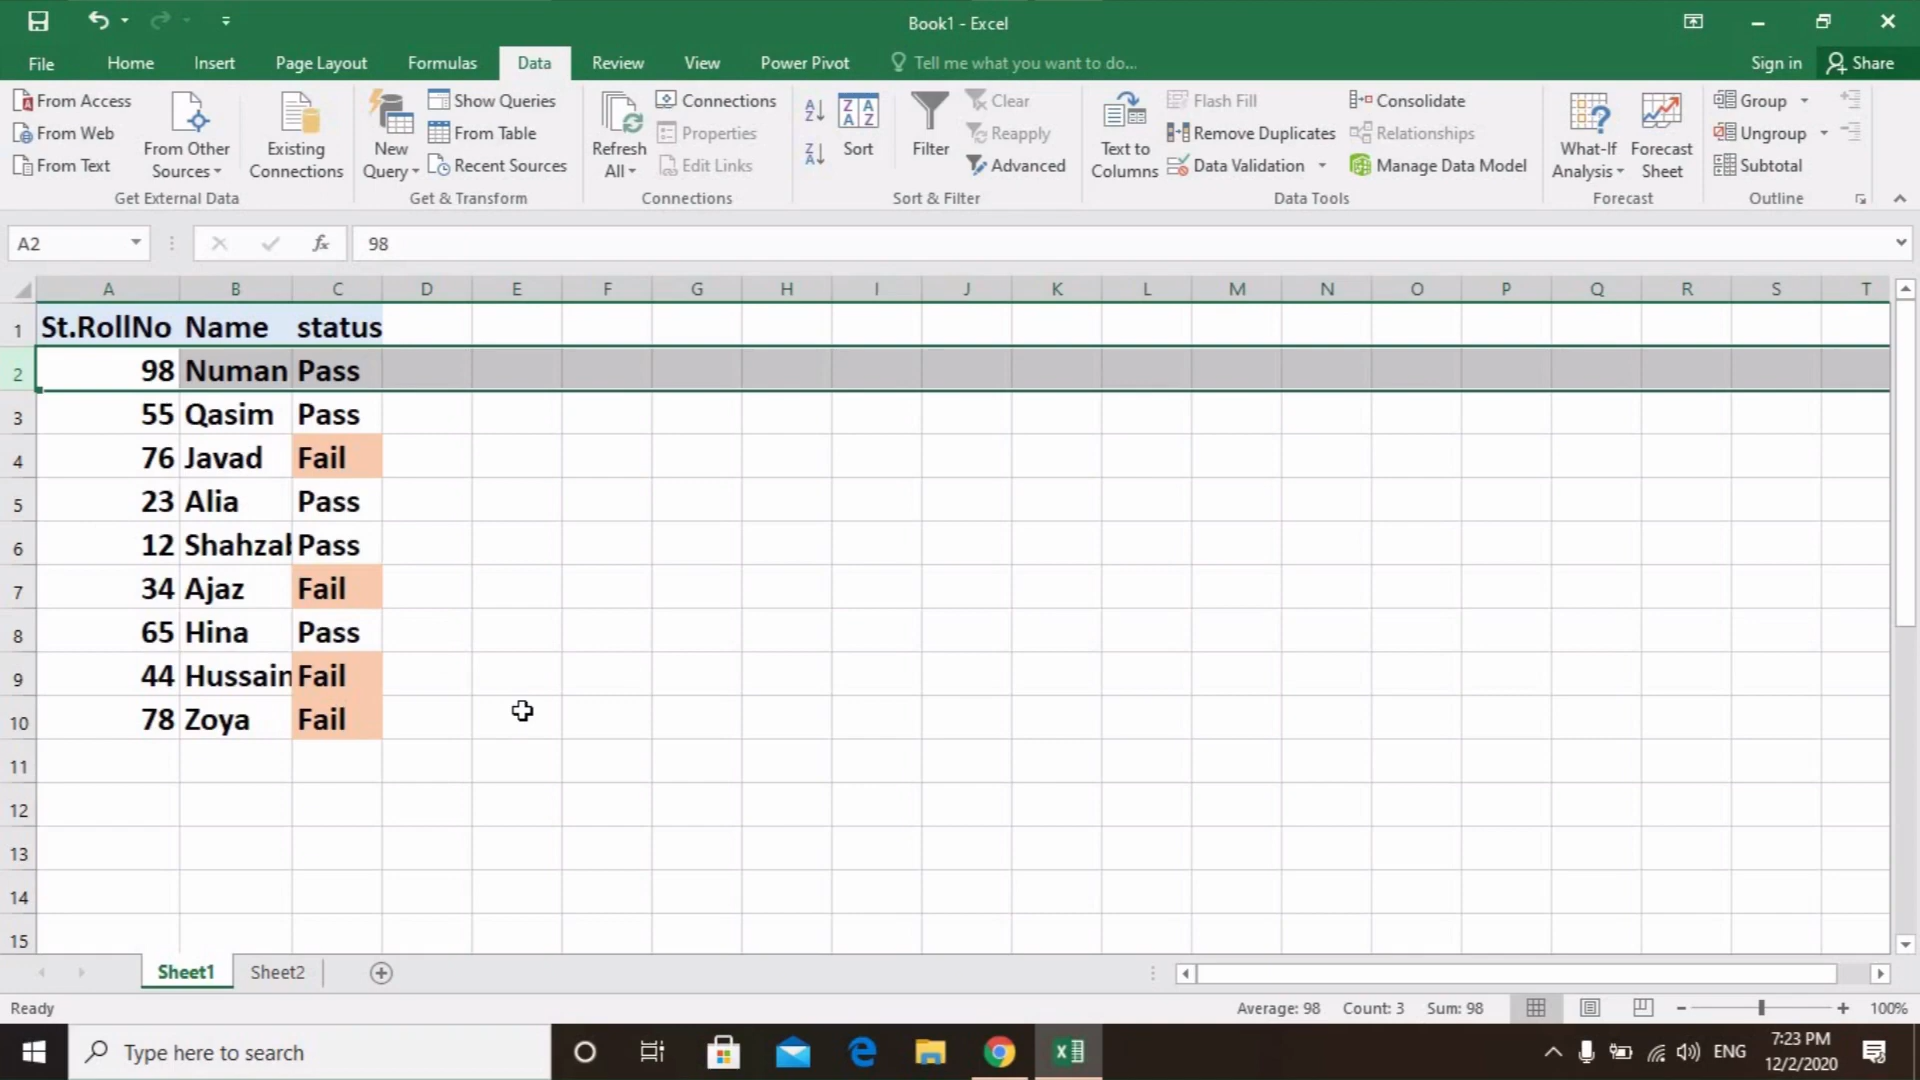 Book1 - Excel
File Home Insert Page Layout Formulas Data Review View Power Pivot Tell me what you want to do... Sign in Share
From Access
From Web
From Text
From Other Sources
Existing Connections
Get External Data
New Query
Show Queries
From Table
Recent Sources
Get & Transform
Refresh All
Connections
Properties
Edit Links
Connections
Sort
Filter
Clear
Reapply
Advanced
Sort & Filter
Text to Columns
Flash Fill
Remove Duplicates
Data Validation
Consolidate
Relationships
Manage Data Model
Data Tools
What-If Analysis
Forecast Sheet
Forecast
Group
Ungroup
Subtotal
Outline
A2 fx 98
A B C D E F G H I J K L M N O P Q R S T
1 St.RollNo Name status
2 98 Numan Pass
3 55 Qasim Pass
4 76 Javad Fail
5 23 Alia Pass
6 12 Shahzal Pass
7 34 Ajaz Fail
8 65 Hina Pass
9 44 Hussain Fail
10 78 Zoya Fail
11
12
13
14
15
Sheet1 Sheet2
Ready Average: 98 Count: 3 Sum: 98 100%
Type here to search ENG 7:23 PM
12/2/2020